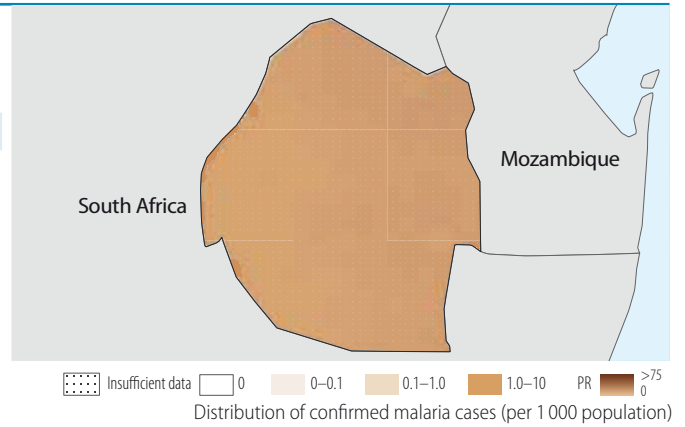 Mozambique
South Africa
Insufficient data 0 0–0.1 0.1–1.0 1.0–10 PR >75
0
Distribution of confirmed malaria cases (per 1 000 population)